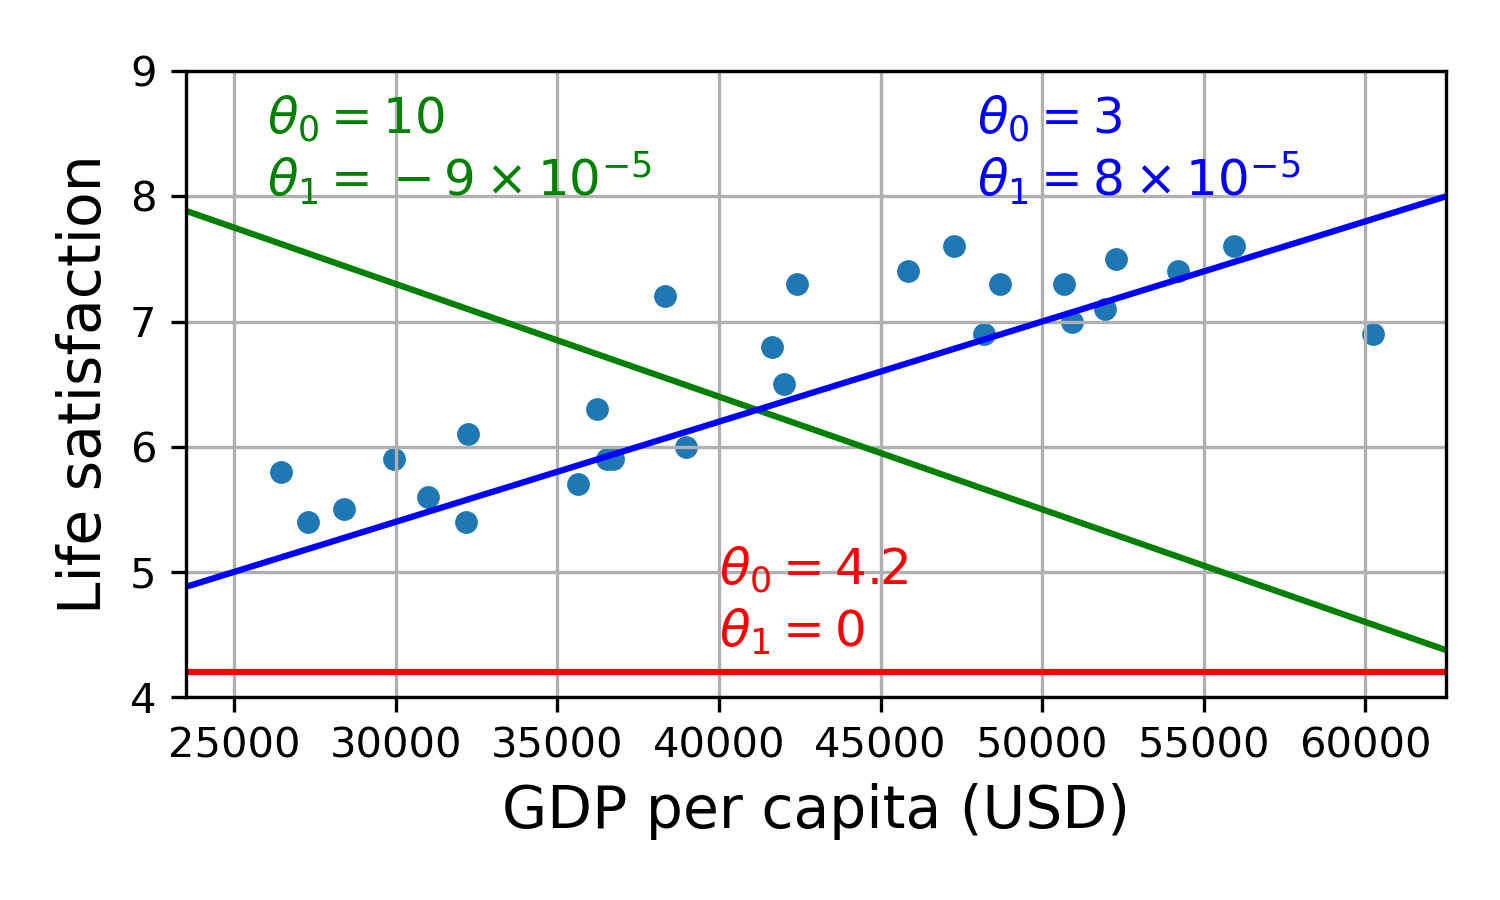 9
θ₀ = 10
θ₁ = −9 × 10⁻⁵
θ₀ = 3
θ₁ = 8 × 10⁻⁵
8
7
6
5
4
Life satisfaction
θ₀ = 4.2
θ₁ = 0
25000 30000 35000 40000 45000 50000 55000 60000
GDP per capita (USD)